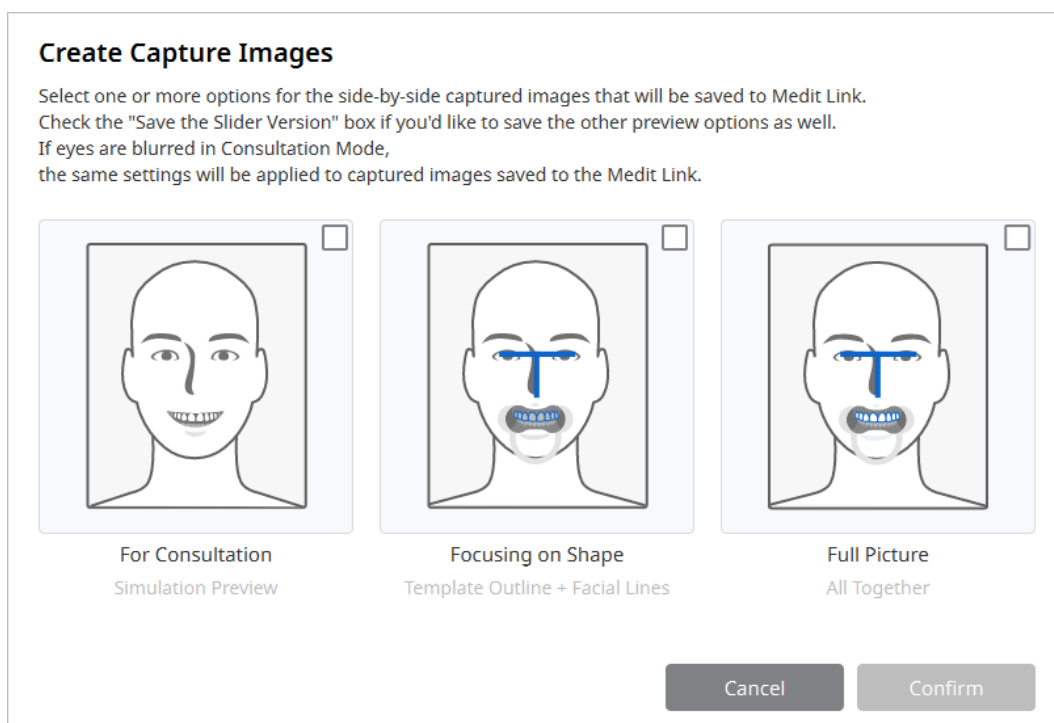 Create Capture Images
Select one or more options for the side-by-side captured images that will be saved to Medit Link.
Check the "Save the Slider Version" box if you'd like to save the other preview options as well.
If eyes are blurred in Consultation Mode,
the same settings will be applied to captured images saved to the Medit Link.
For Consultation
Simulation Preview
Focusing on Shape
Template Outline + Facial Lines
Full Picture
All Together
Cancel
Confirm